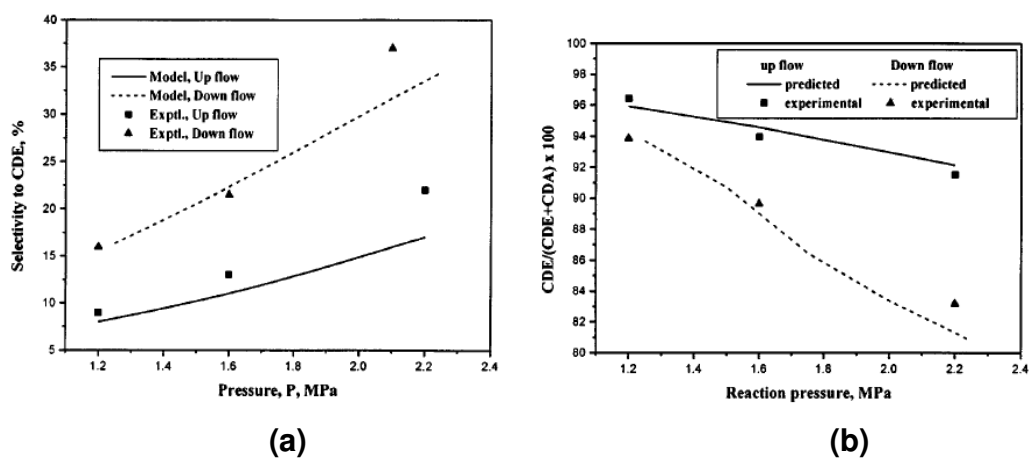 40
35
30
25
20
15
10
5
Selectivity to CDE, %
Model, Up flow
Model, Down flow
Exptl., Up flow
Exptl., Down flow
1.2 1.4 1.6 1.8 2.0 2.2 2.4
Pressure, P, MPa
(a)
100
98
96
94
92
90
88
86
84
82
80
CDE/(CDE+CDA) x 100
up flow Down flow
predicted predicted
experimental experimental
1.2 1.4 1.6 1.8 2.0 2.2 2.4
Reaction pressure, MPa
(b)